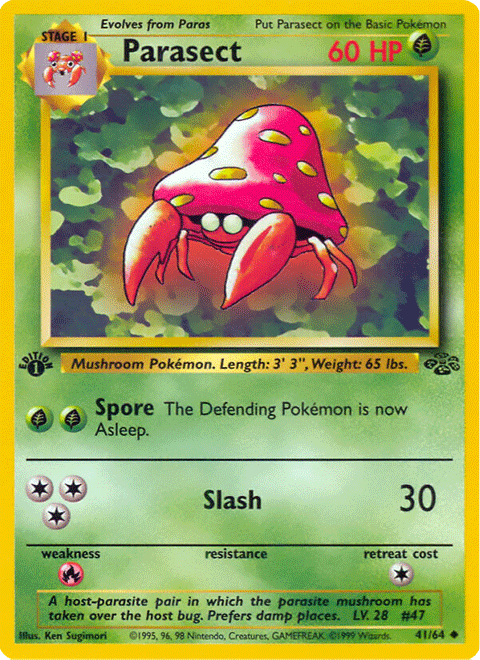 Evolves from Paras
Put Parasect on the Basic Pokémon
STAGE 1
Parasect
60 HP
EDITION
1
Mushroom Pokémon. Length: 3' 3", Weight: 65 lbs.
Spore The Defending Pokémon is now
Asleep.
Slash 30
weakness
resistance
retreat cost
A host-parasite pair in which the parasite mushroom has
taken over the host bug. Prefers damp places. LV. 28 #47
Illus. Ken Sugimori
©1995, 96, 98 Nintendo, Creatures, GAMEFREAK. ©1999 Wizards.
41/64